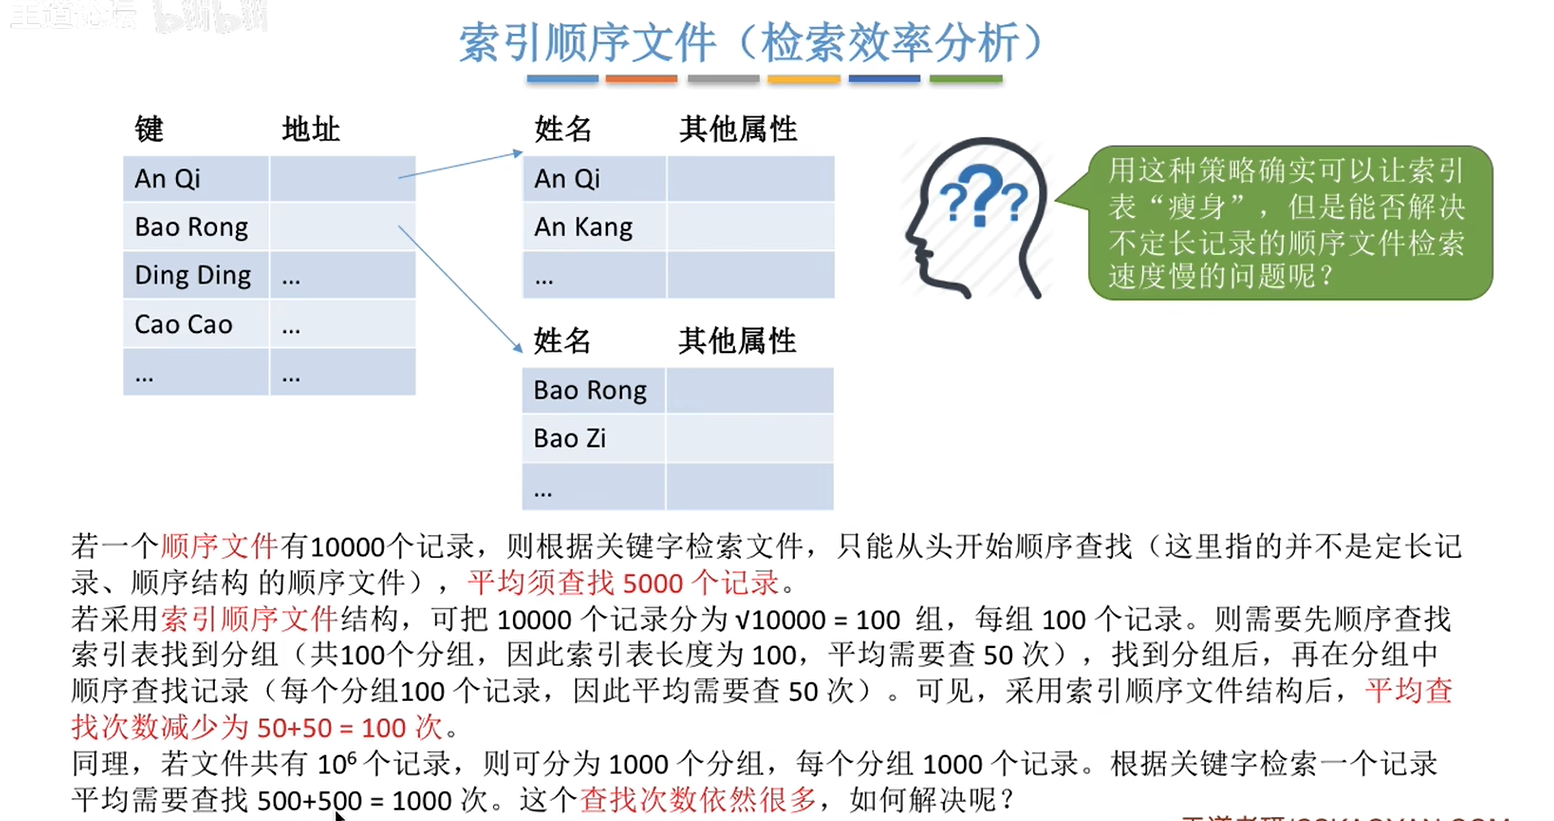 bilibili
索引顺序文件（检索效率分析）
键 地址
An Qi
Bao Rong
Ding Ding ...
Cao Cao ...
... ...
姓名 其他属性
An Qi
An Kang
...
姓名 其他属性
Bao Rong
Bao Zi
...
???
用这种策略确实可以让索引
表“瘦身”，但是能否解决
不定长记录的顺序文件检索
速度慢的问题呢？
若一个顺序文件有10000个记录，则根据关键字检索文件，只能从头开始顺序查找（这里指的并不是定长记
录、顺序结构 的顺序文件），平均须查找 5000 个记录。
若采用索引顺序文件结构，可把 10000 个记录分为 √10000 = 100 组，每组 100 个记录。则需要先顺序查找
索引表找到分组（共100个分组，因此索引表长度为 100，平均需要查 50 次），找到分组后，再在分组中
顺序查找记录（每个分组100 个记录，因此平均需要查 50 次）。可见，采用索引顺序文件结构后，平均查
找次数减少为 50+50 = 100 次。
同理，若文件共有 10⁶ 个记录，则可分为 1000 个分组，每个分组 1000 个记录。根据关键字检索一个记录
平均需要查找 500+500 = 1000 次。这个查找次数依然很多，如何解决呢？